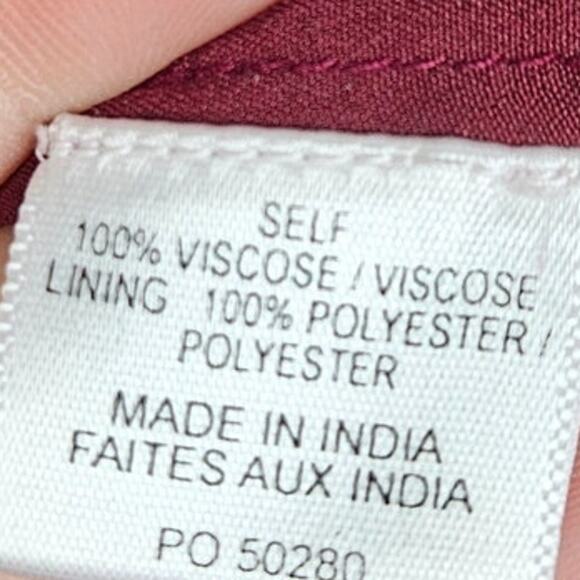 SELF
100% VISCOSE / VISCOSE
LINING 100% POLYESTER /
POLYESTER
MADE IN INDIA
FAITES AUX INDIA
PO 50280